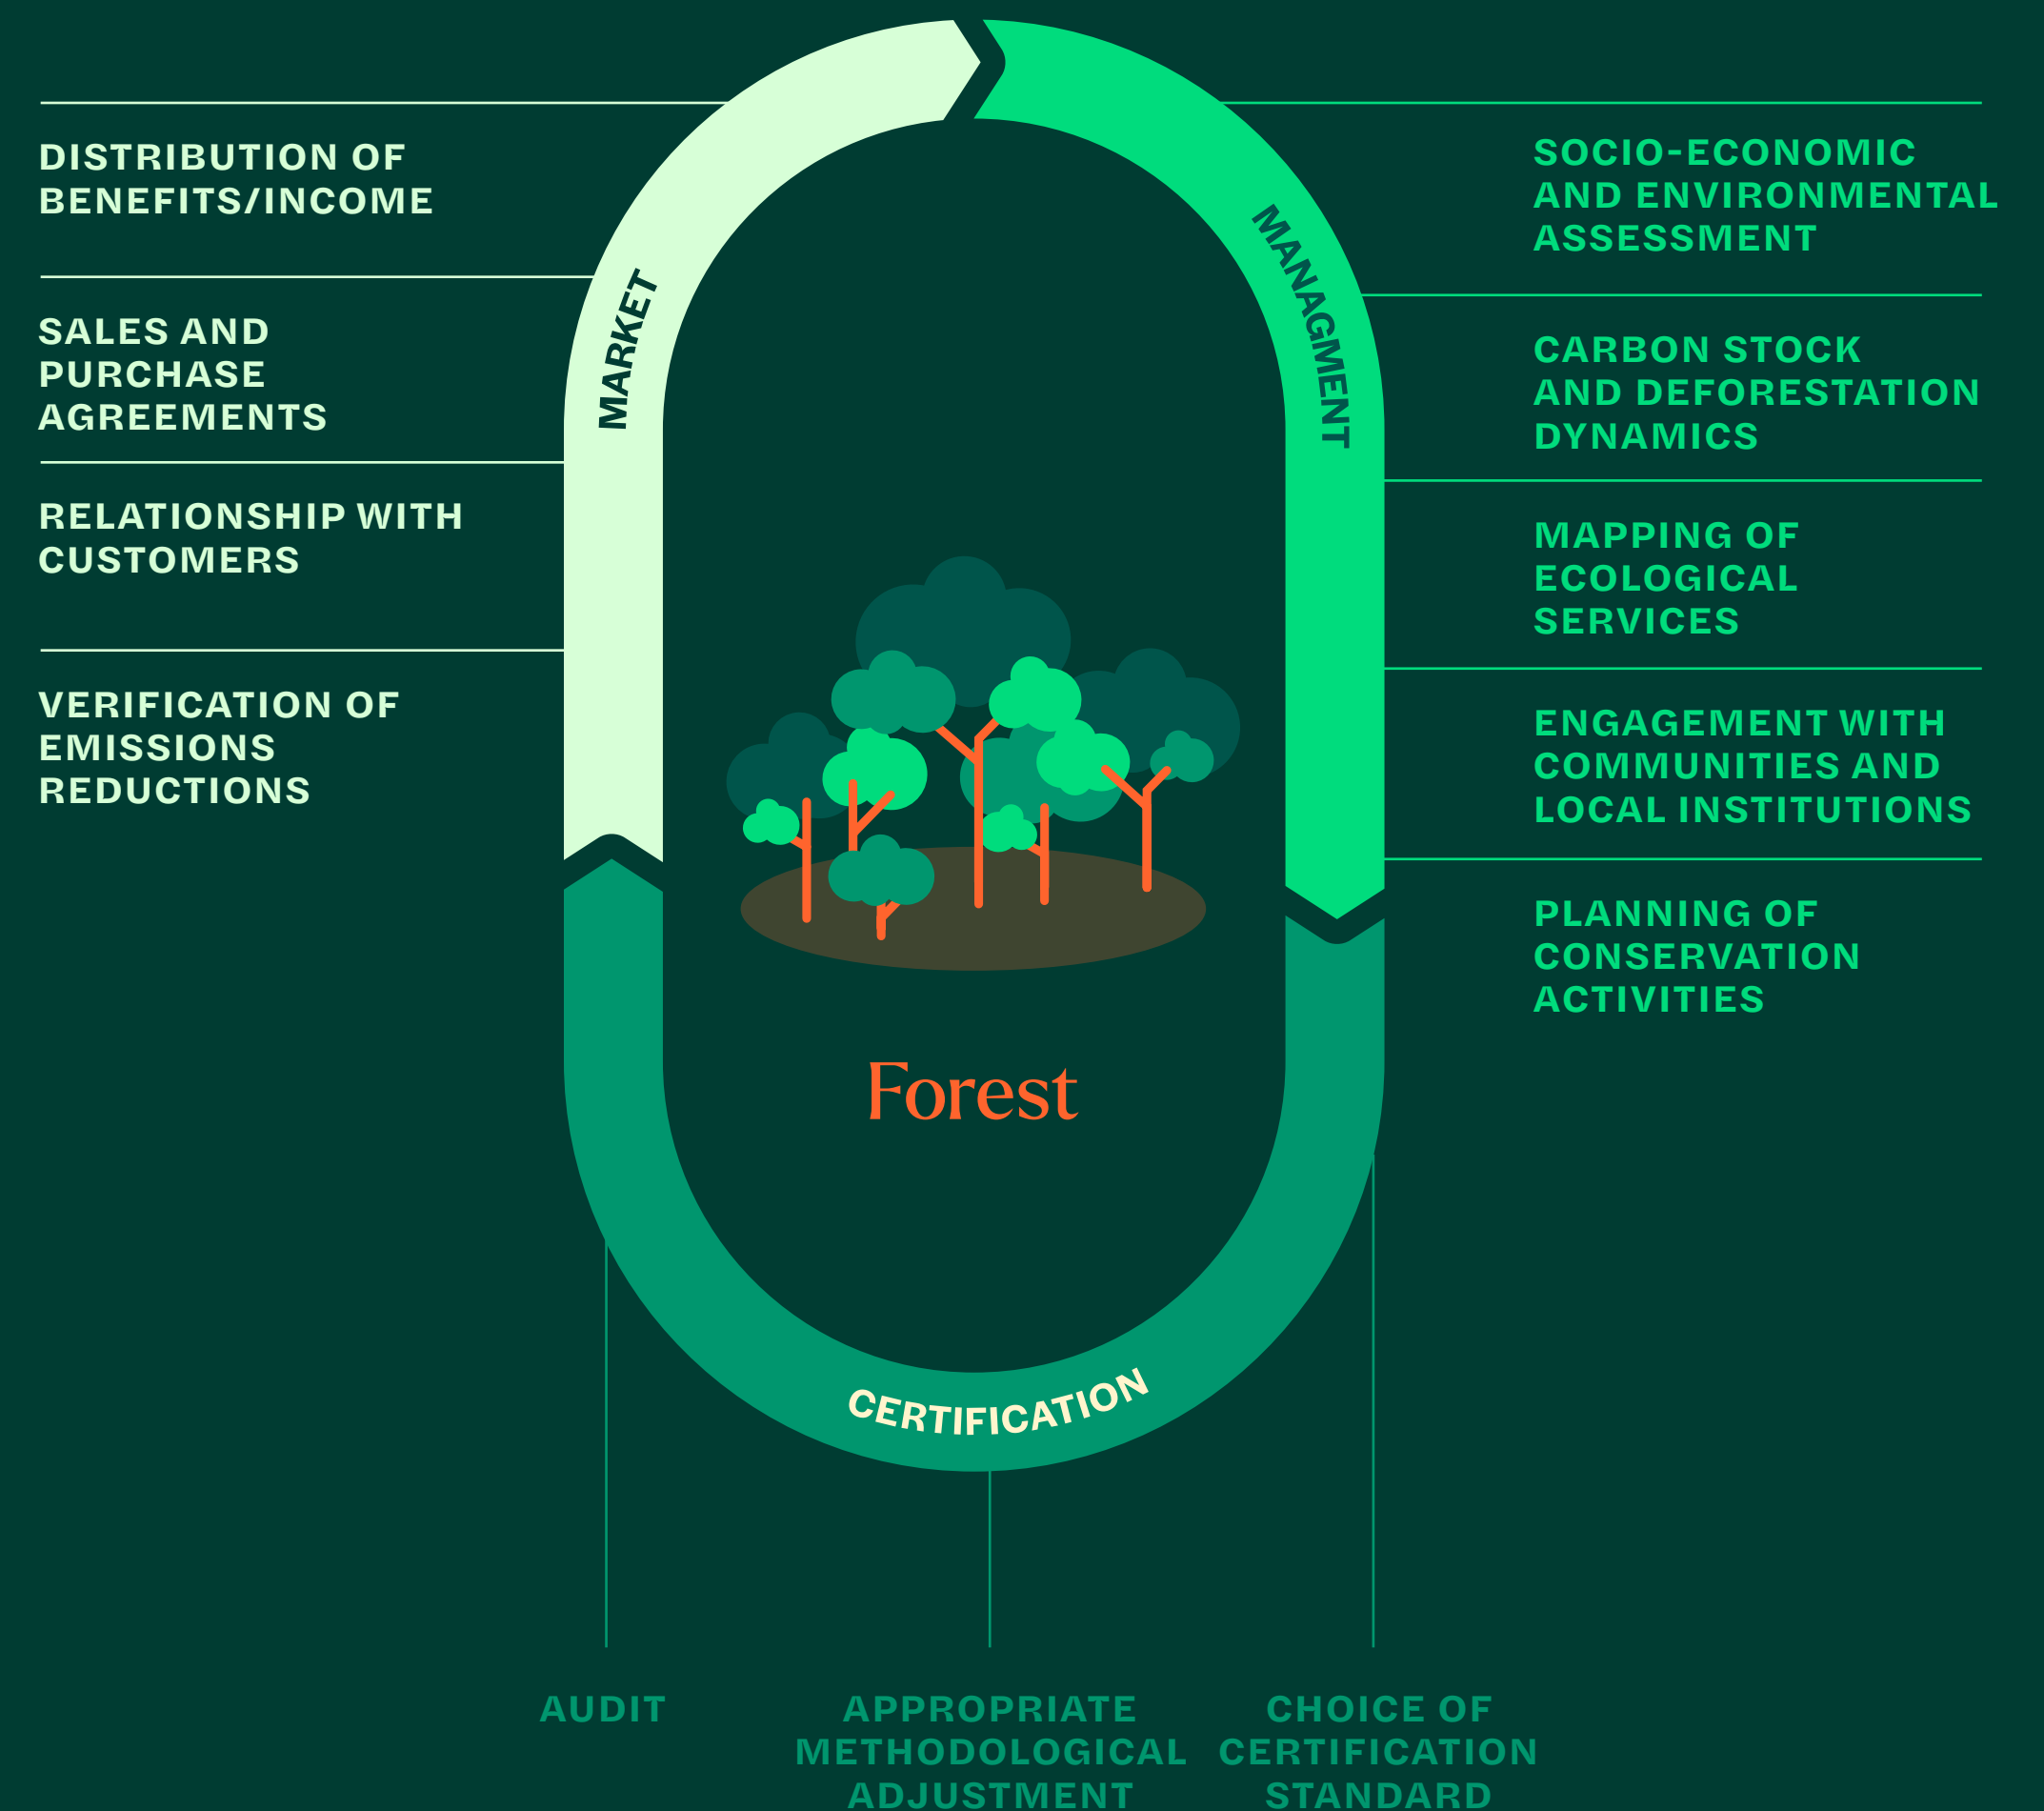 DISTRIBUTION OF
BENEFITS/INCOME
SALES AND
PURCHASE
AGREEMENTS
RELATIONSHIP WITH
CUSTOMERS
VERIFICATION OF
EMISSIONS
REDUCTIONS
MARKET
MANAGMENT
SOCIO-ECONOMIC
AND ENVIRONMENTAL
ASSESSMENT
CARBON STOCK
AND DEFORESTATION
DYNAMICS
MAPPING OF
ECOLOGICAL
SERVICES
ENGAGEMENT WITH
COMMUNITIES AND
LOCAL INSTITUTIONS
PLANNING OF
CONSERVATION
ACTIVITIES
Forest
CERTIFICATION
AUDIT
APPROPRIATE
METHODOLOGICAL
ADJUSTMENT
CHOICE OF
CERTIFICATION
STANDARD